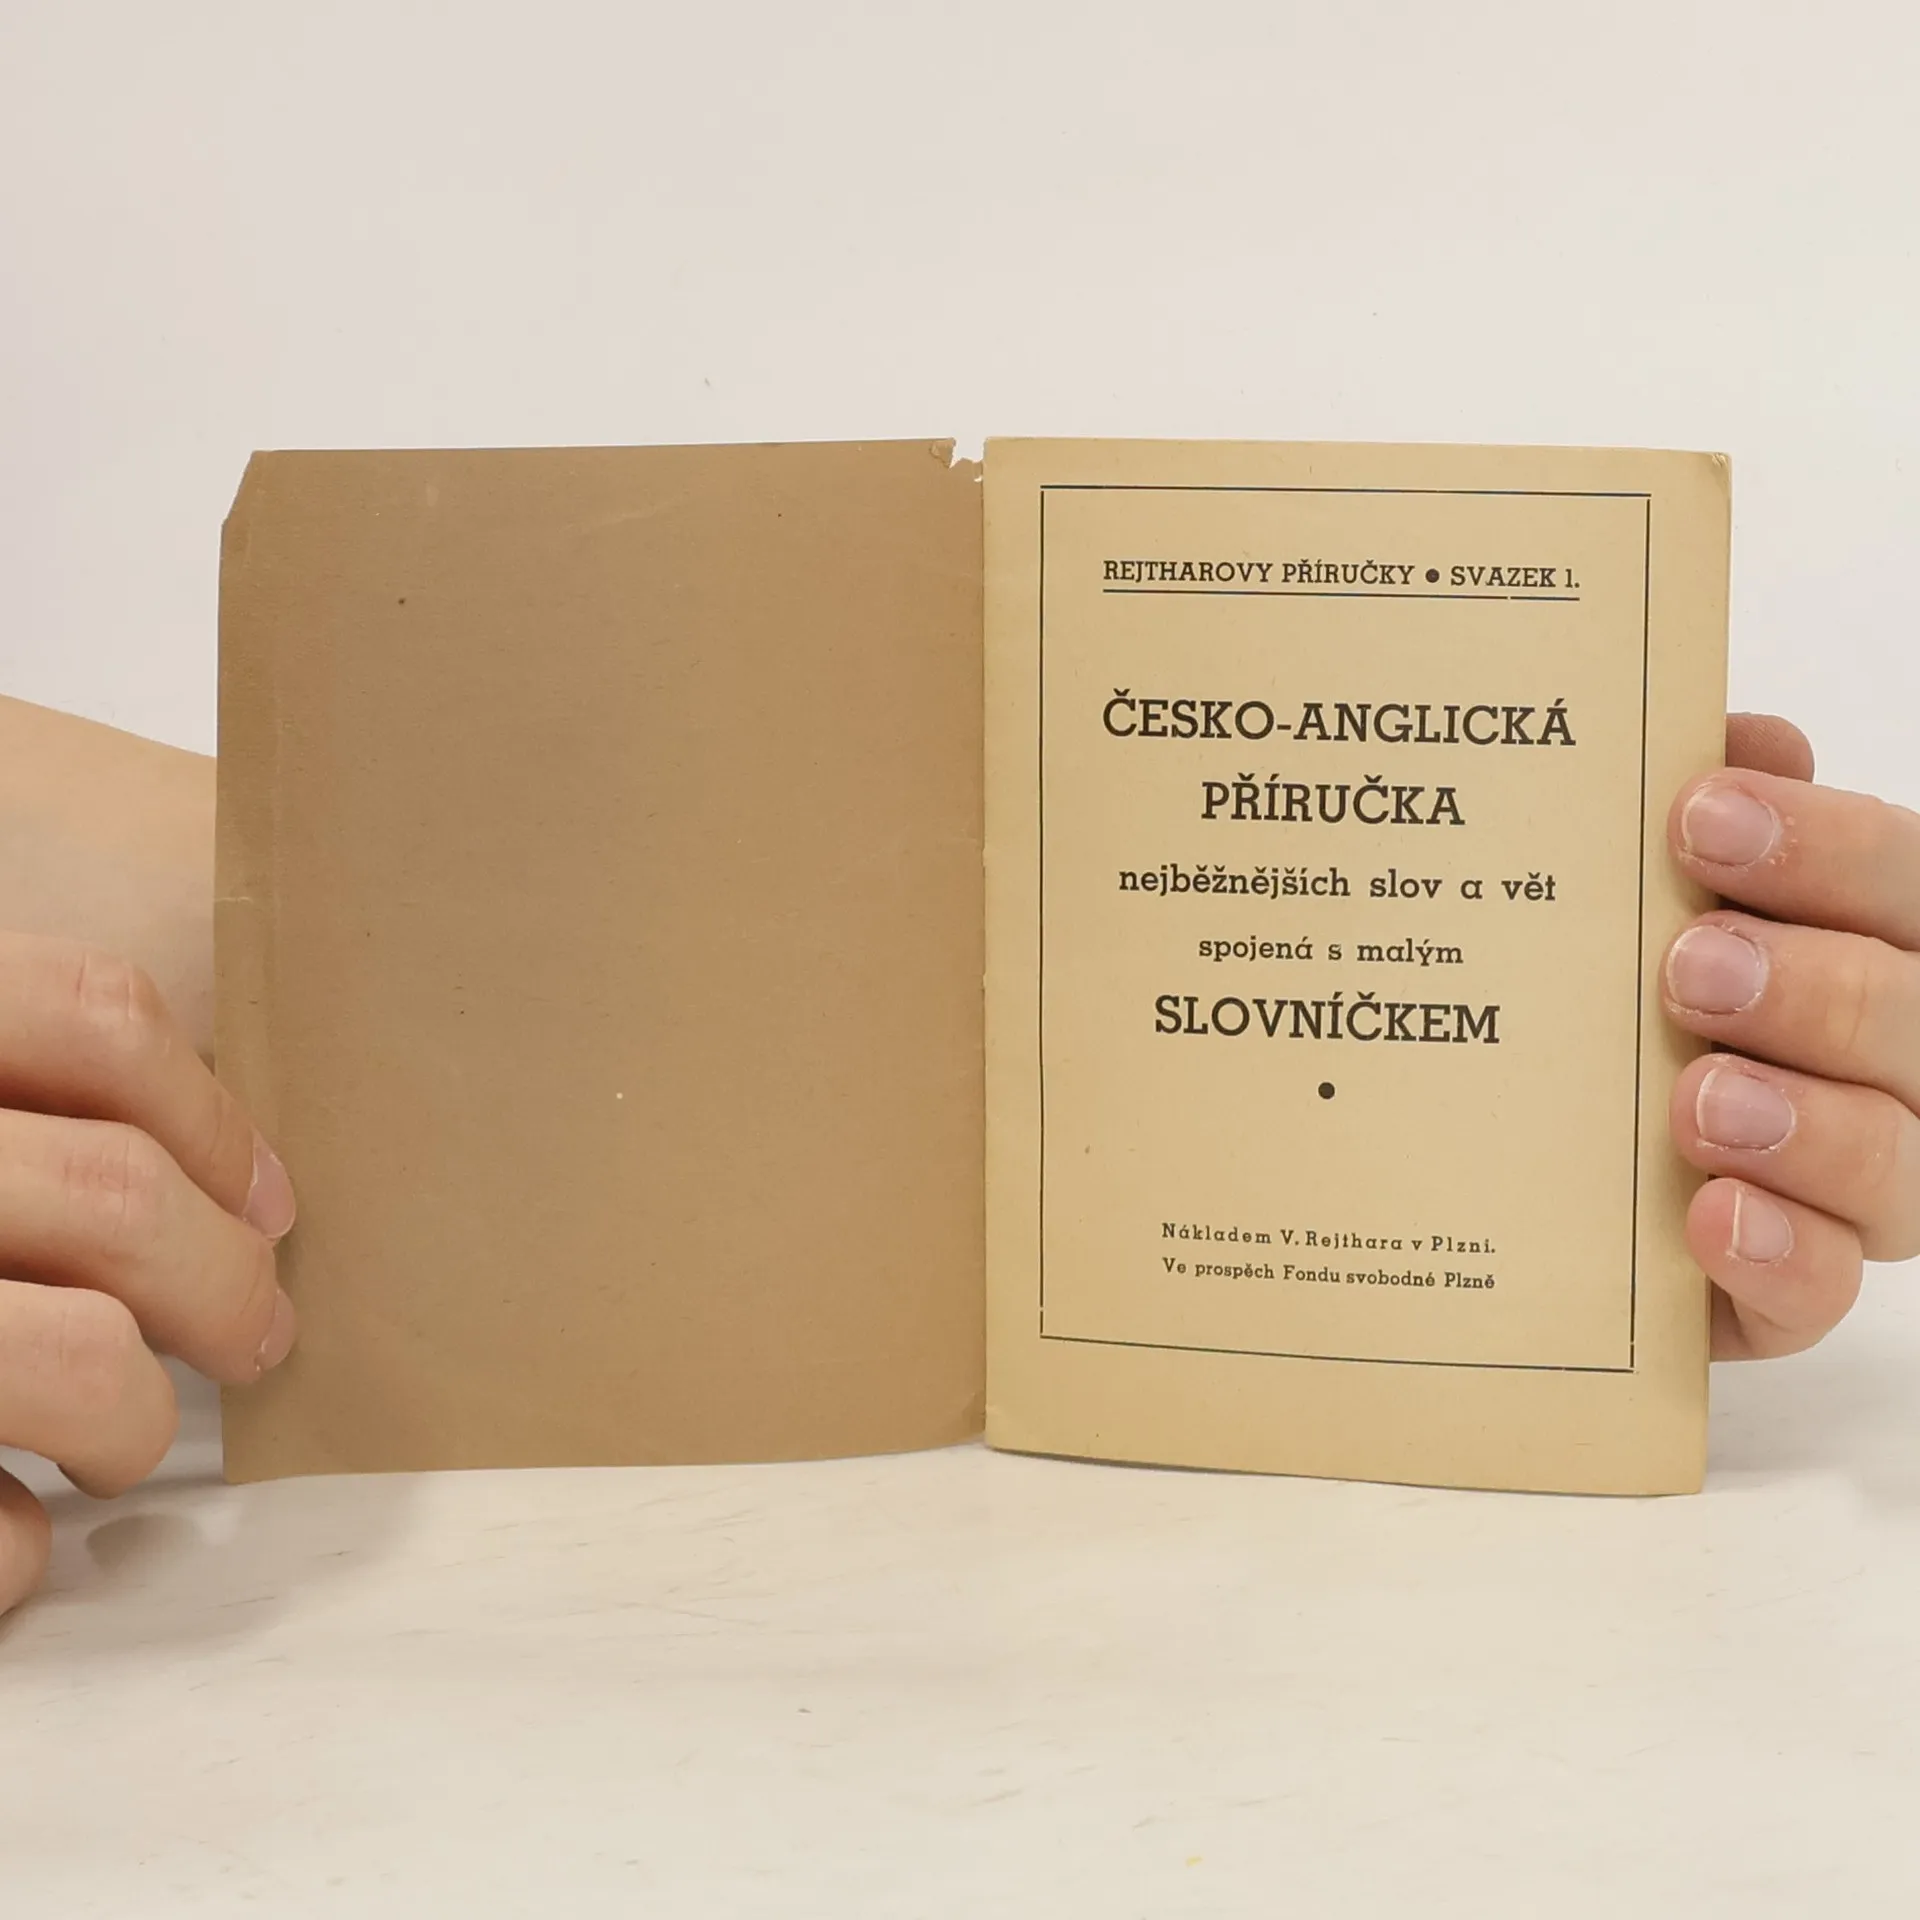 REJTHAROVY PŘÍRUČKY ● SVAZEK 1.
ČESKO-ANGLICKÁ
PŘÍRUČKA
nejběžnějších slov a vět
spojená s malým
SLOVNÍČKEM
●
Nákladem V. Rejthara v Plzni.
Ve prospěch Fondu svobodné Plzně